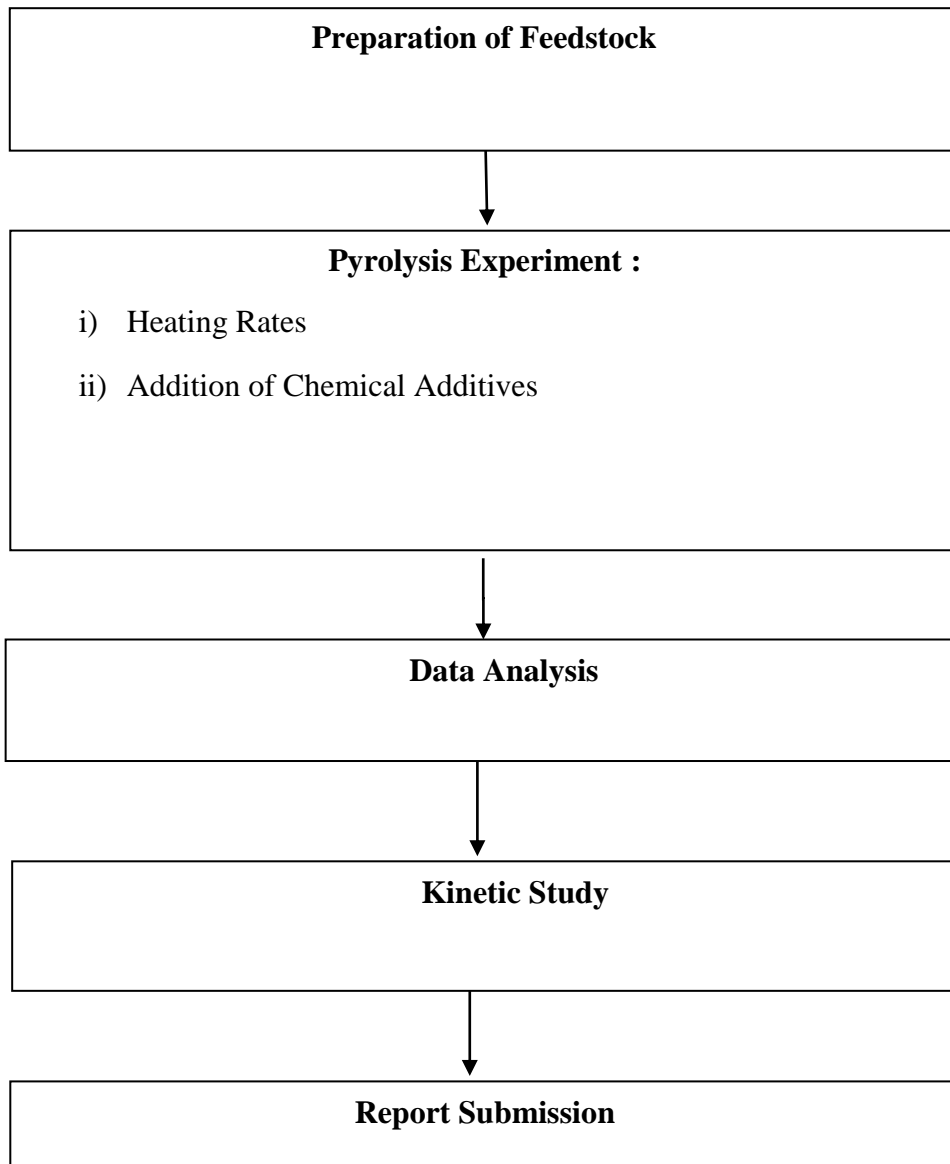 Preparation of Feedstock
Pyrolysis Experiment :
i) Heating Rates
ii) Addition of Chemical Additives
Data Analysis
Kinetic Study
Report Submission